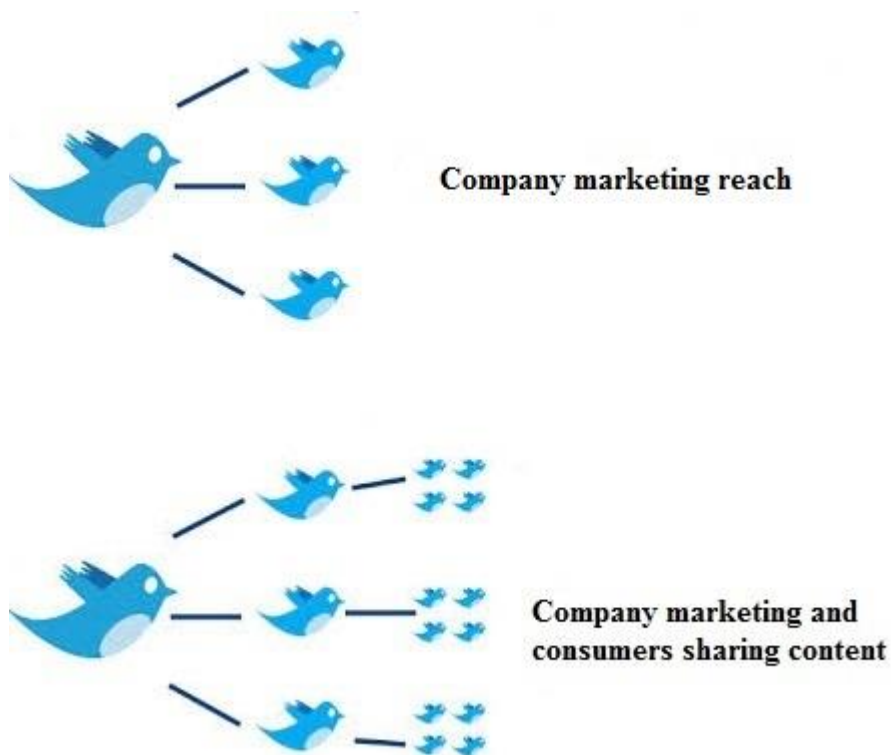 Company marketing reach
Company marketing and
consumers sharing content